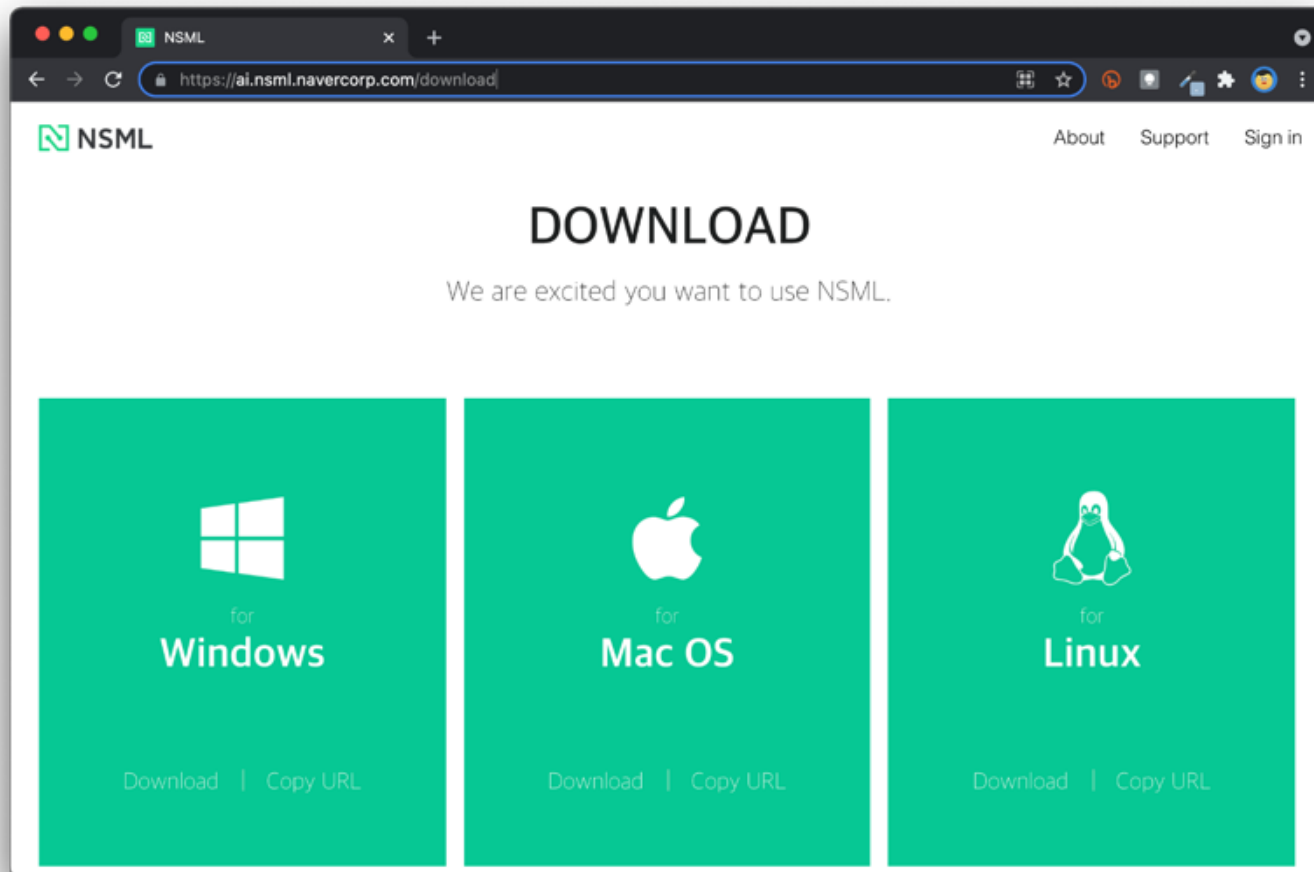 NSML
https://ai.nsml.navercorp.com/download
NSML
About Support Sign in
DOWNLOAD
We are excited you want to use NSML.
for
Windows
Download | Copy URL
for
Mac OS
Download | Copy URL
for
Linux
Download | Copy URL